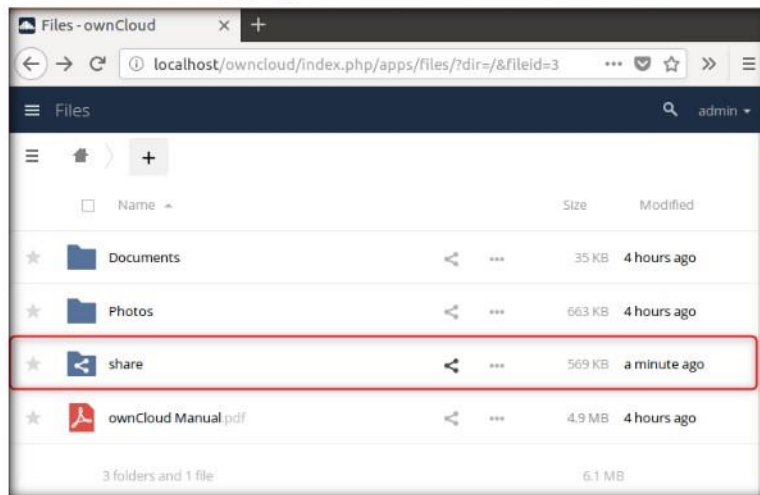 Files - ownCloud
localhost/owncloud/index.php/apps/files/?dir=/&fileid=3
Files admin
Name Size Modified
Documents 35 KB 4 hours ago
Photos 663 KB 4 hours ago
share 569 KB a minute ago
ownCloud Manual.pdf 4.9 MB 4 hours ago
3 folders and 1 file 6.1 MB